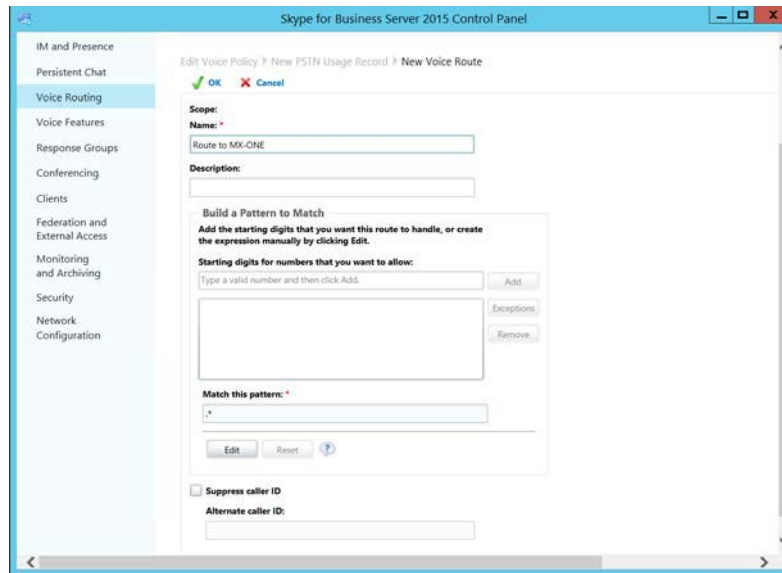 Skype for Business Server 2015 Control Panel
IM and Presence
Persistent Chat
Voice Routing
Voice Features
Response Groups
Conferencing
Clients
Federation and
External Access
Monitoring
and Archiving
Security
Network
Configuration
Edit Voice Policy › New PSTN Usage Record › New Voice Route
OK Cancel
Scope:
Name: *
Route to MX-ONE
Description:
Build a Pattern to Match
Add the starting digits that you want this route to handle, or create
the expression manually by clicking Edit.
Starting digits for numbers that you want to allow:
Type a valid number and then click Add.
Add
Exceptions
Remove
Match this pattern: *
.*
Edit Reset ?
Suppress caller ID
Alternate caller ID: